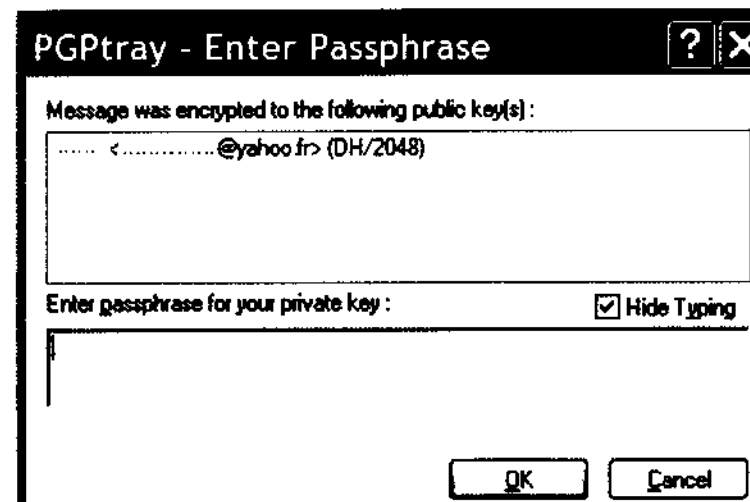 PGPtray - Enter Passphrase
Message was encrypted to the following public key(s) :
...... <..............@yahoo.fr> (DH/2048)
Enter passphrase for your private key :
Hide Typing
OK Cancel